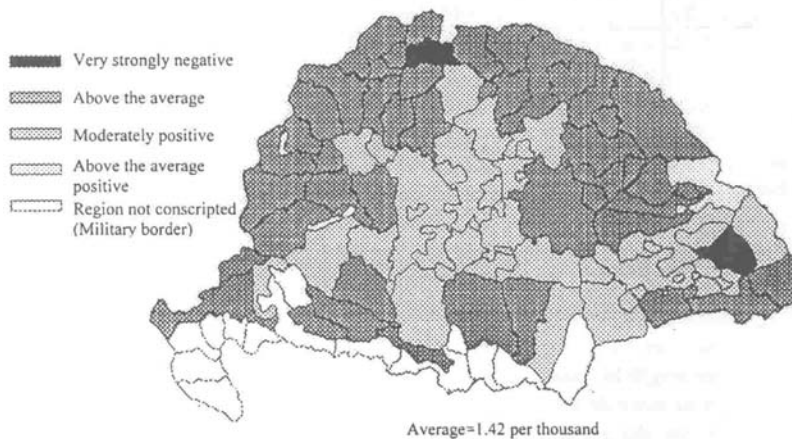 Very strongly negative
Above the average
Moderately positive
Above the average
positive
Region not conscripted
(Military border)
Average=1.42 per thousand